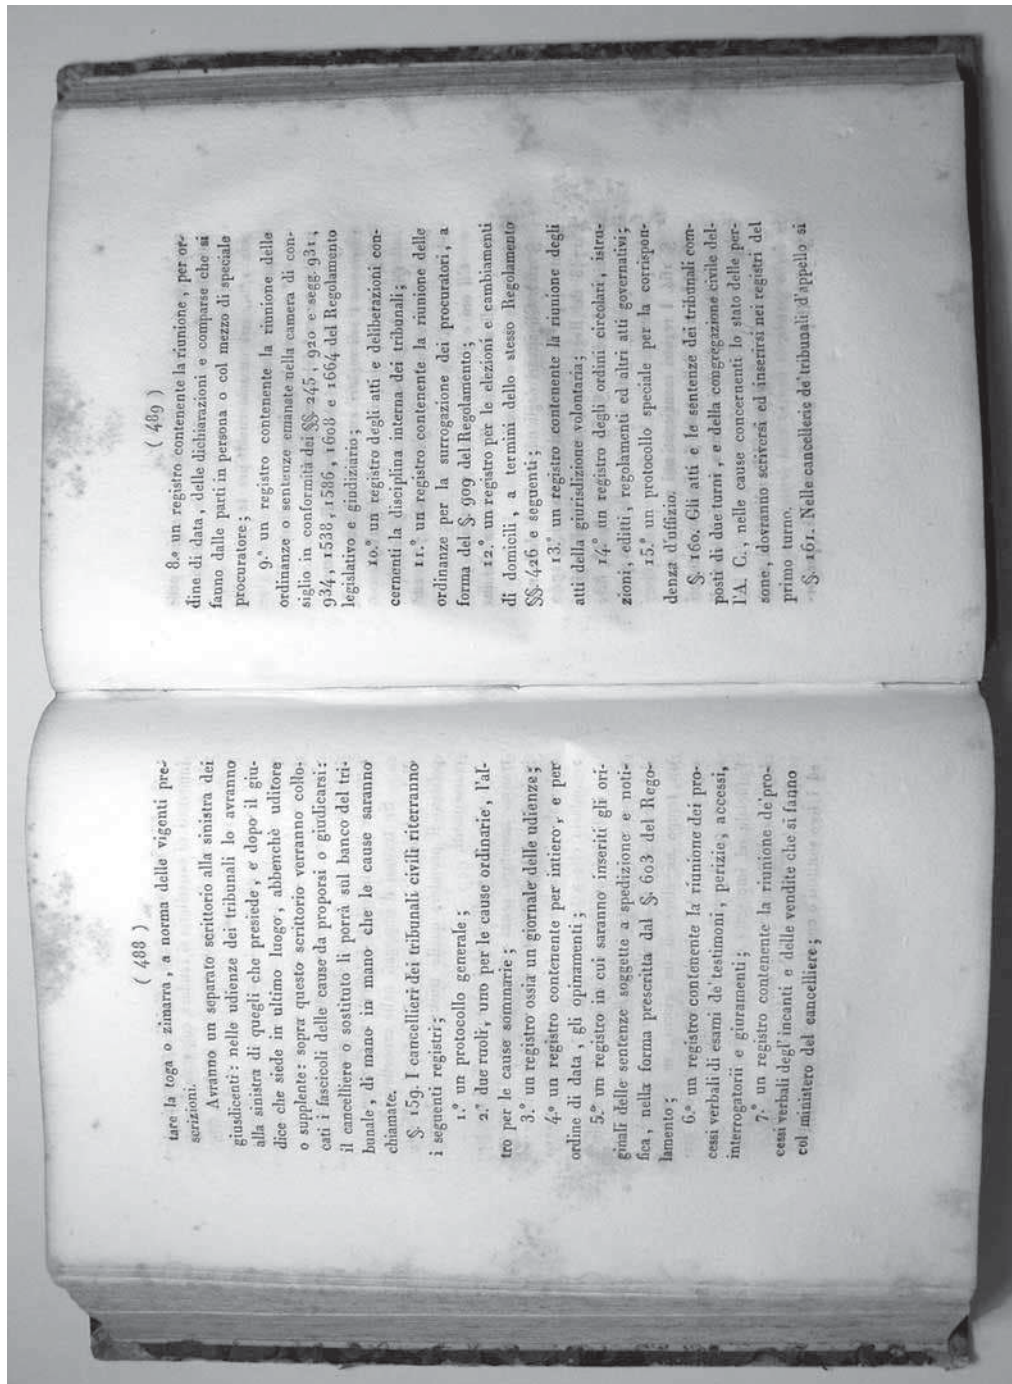 ( 488 )
tare la toga o zimarra, a norma delle vigenti pre-
scrizioni.
Avranno un separato scrittorio alla sinistra dei
giusdicenti: nelle udienze dei tribunali lo avranno
alla sinistra di quegli che presiede, e dopo il giu-
dice che siede in ultimo luogo, abbenchè uditore
o supplente: sopra questo scrittorio verranno collo-
cati i fascicoli delle cause da proporsi o giudicarsi:
il cancelliere o sostituto li porrà sul banco del tri-
bunale, di mano in mano che le cause saranno
chiamate.
§. 159. I cancellieri dei tribunali civili riterranno
i seguenti registri;
1.° un protocollo generale;
2.° due ruoli, uno per le cause ordinarie, l'al-
tro per le cause sommarie;
3.° un registro ossia un giornale delle udienze;
4.° un registro contenente per intiero, e per
ordine di data, gli opinamenti;
5.° un registro in cui saranno inseriti gli ori-
ginali delle sentenze soggette a spedizione e noti-
fica, nella forma prescritta dal §. 603 del Rego-
lamento;
6.° un registro contenente la riunione dei pro-
cessi verbali di esami de'testimoni, perizie, accessi,
interrogatorii e giuramenti;
7.° un registro contenente la riunione de'pro-
cessi verbali degl'incanti e delle vendite che si fanno
col ministero del cancelliere;
( 489 )
8.° un registro contenente la riunione, per or-
dine di data, delle dichiarazioni e comparse che si
fanno dalle parti in persona o col mezzo di speciale
procuratore;
9.° un registro contenente la riunione delle
ordinanze o sentenze emanate nella camera di con-
siglio in conformità dei §§. 245, 920 e segg. 931,
934, 1538, 1586, 1608 e 1664 del Regolamento
legislativo e giudiziario;
10.° un registro degli atti e deliberazioni con-
cernenti la disciplina interna dei tribunali;
11.° un registro contenente la riunione delle
ordinanze per la surrogazione dei procuratori, a
forma del §. 909 del Regolamento;
12.° un registro per le elezioni e cambiamenti
di domicili, a termini dello stesso Regolamento
§§. 426 e seguenti;
13.° un registro contenente la riunione degli
atti della giurisdizione volontaria;
14.° un registro degli ordini circolari, istru-
zioni, editti, regolamenti ed altri atti governativi;
15.° un protocollo speciale per la corrispon-
denza d'uffizio.
§. 160. Gli atti e le sentenze dei tribunali com-
posti di due turni, e della congregazione civile del-
l'A. C., nelle cause concernenti lo stato delle per-
sone, dovranno scriversi ed inserirsi nei registri del
primo turno.
§. 161. Nelle cancellerie de'tribunali d'appello si